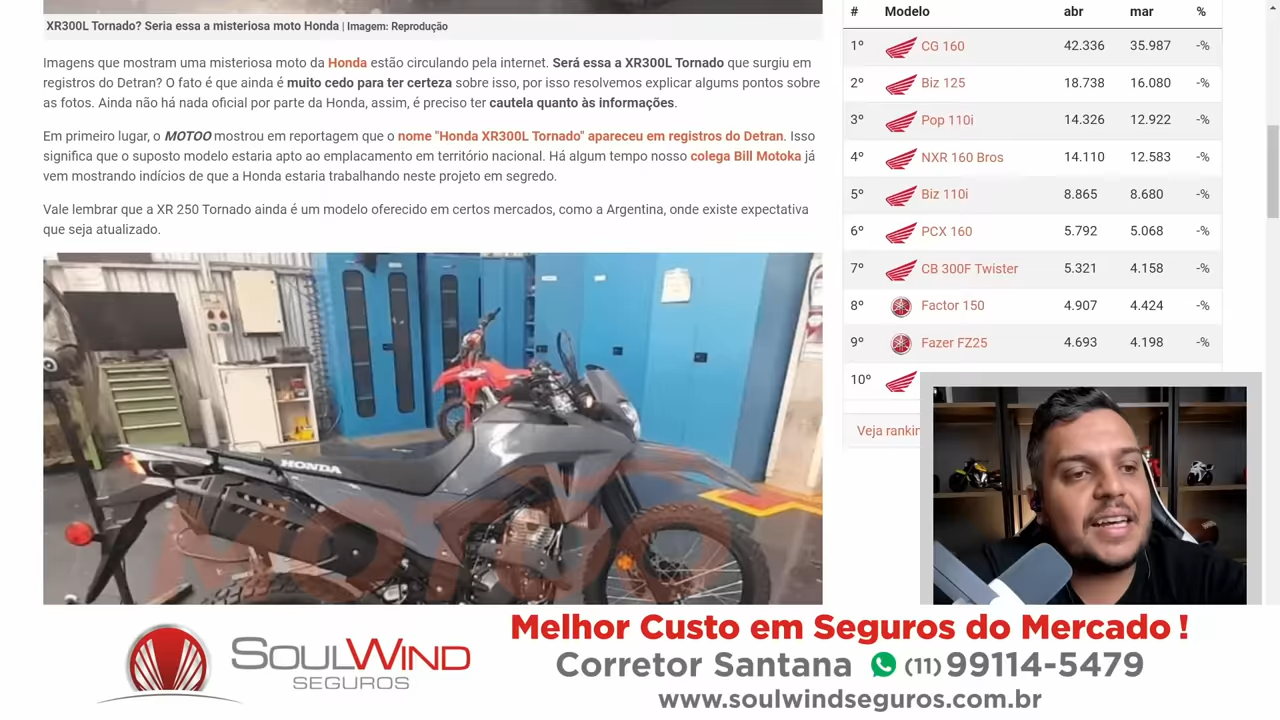 XR300L Tornado? Seria essa a misteriosa moto Honda | Imagem: Reprodução
Imagens que mostram uma misteriosa moto da Honda estão circulando pela internet. Será essa a XR300L Tornado que surgiu em
registros do Detran? O fato é que ainda é muito cedo para ter certeza sobre isso, por isso resolvemos explicar algums pontos sobre
as fotos. Ainda não há nada oficial por parte da Honda, assim, é preciso ter cautela quanto às informações.
Em primeiro lugar, o MOTOO mostrou em reportagem que o nome "Honda XR300L Tornado" apareceu em registros do Detran. Isso
significa que o suposto modelo estaria apto ao emplacamento em território nacional. Há algum tempo nosso colega Bill Motoka já
vem mostrando indícios de que a Honda estaria trabalhando neste projeto em segredo.
Vale lembrar que a XR 250 Tornado ainda é um modelo oferecido em certos mercados, como a Argentina, onde existe expectativa
que seja atualizado.
HONDA
MOTOO
# Modelo abr mar %
1º CG 160 42.336 35.987 -%
2º Biz 125 18.738 16.080 -%
3º Pop 110i 14.326 12.922 -%
4º NXR 160 Bros 14.110 12.583 -%
5º Biz 110i 8.865 8.680 -%
6º PCX 160 5.792 5.068 -%
7º CB 300F Twister 5.321 4.158 -%
8º Factor 150 4.907 4.424 -%
9º Fazer FZ25 4.693 4.198 -%
10º
Veja rankin
SOULWIND
SEGUROS
Melhor Custo em Seguros do Mercado !
Corretor Santana (11) 99114-5479
www.soulwindseguros.com.br